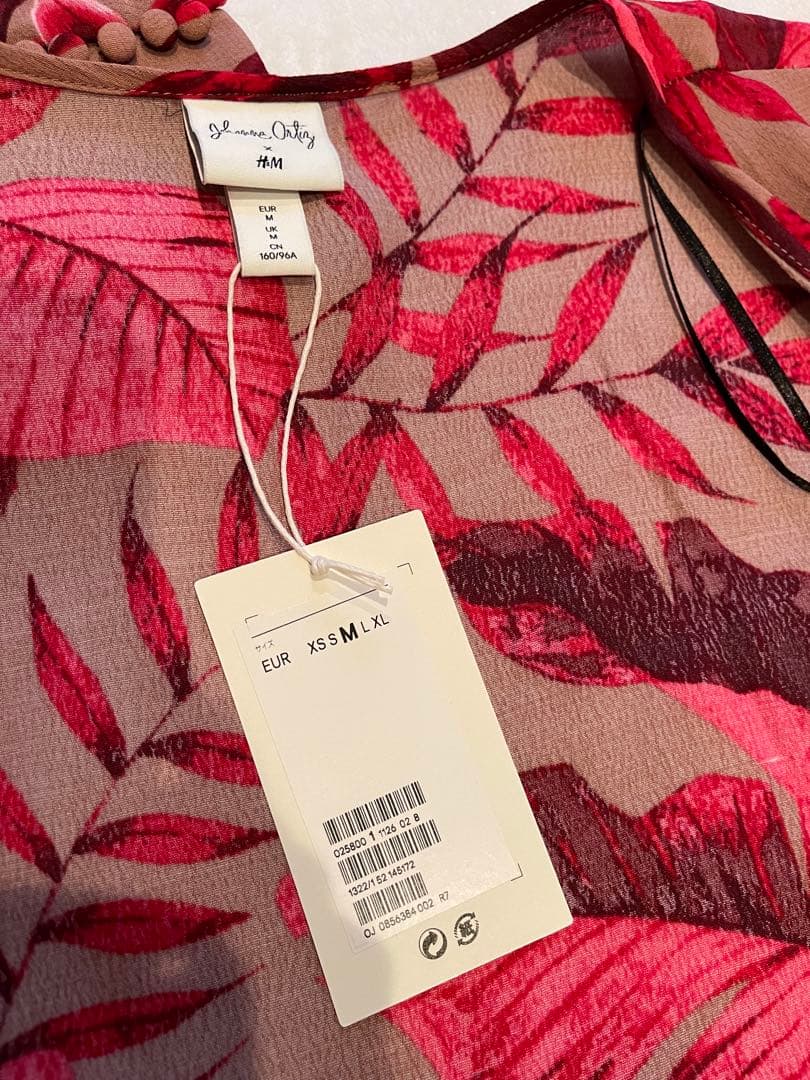 Johanna Ortiz
x
H&M
EUR
M
UK
M
CN
160/96A
サイズ
EUR XS S M L XL
025800 1 1126 02 8
1322/1 52 145172
OJ 0856384 002 R7